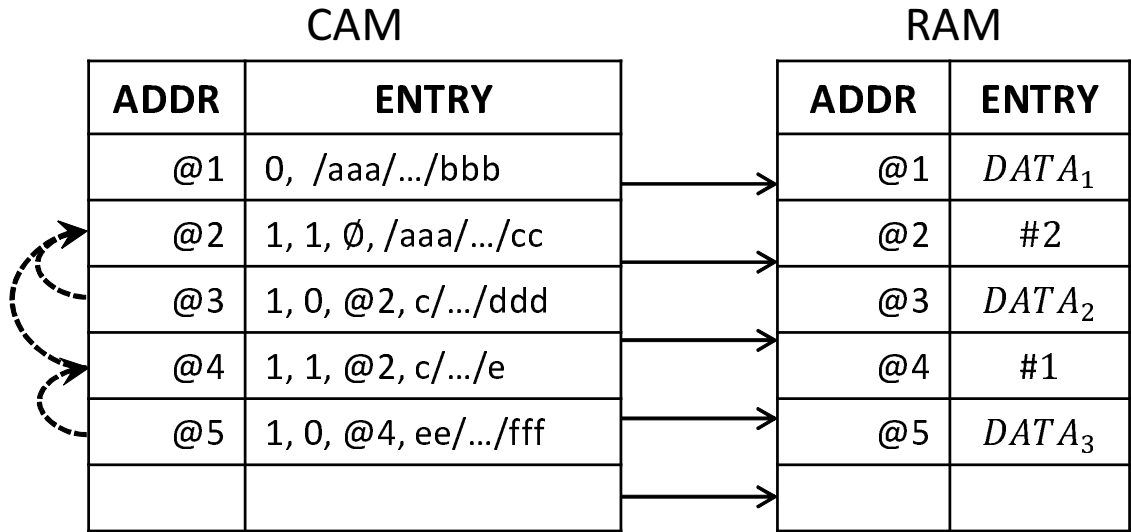 CAM RAM
ADDR ENTRY ADDR ENTRY
@1 0, /aaa/…/bbb @1 DATA₁
@2 1, 1, Ø, /aaa/…/cc @2 #2
@3 1, 0, @2, c/…/ddd @3 DATA₂
@4 1, 1, @2, c/…/e @4 #1
@5 1, 0, @4, ee/…/fff @5 DATA₃